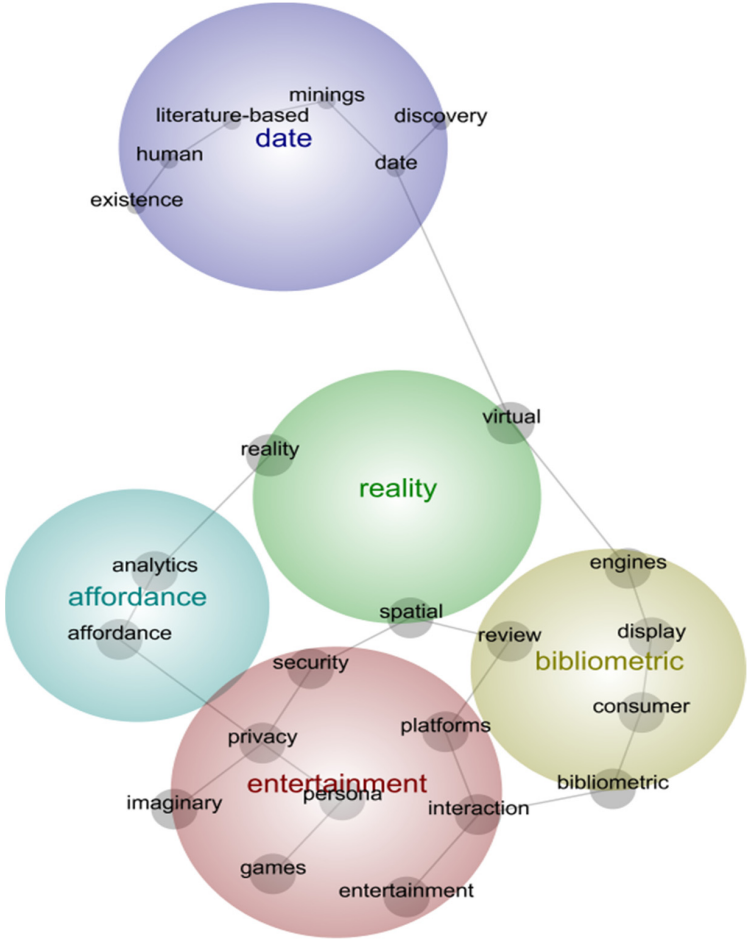 minings
literature-based
discovery
date
human
date
existence
virtual
reality
reality
engines
analytics
affordance
spatial
affordance
review
display
security
bibliometric
consumer
platforms
privacy
bibliometric
entertainment
persona
imaginary
interaction
games
entertainment